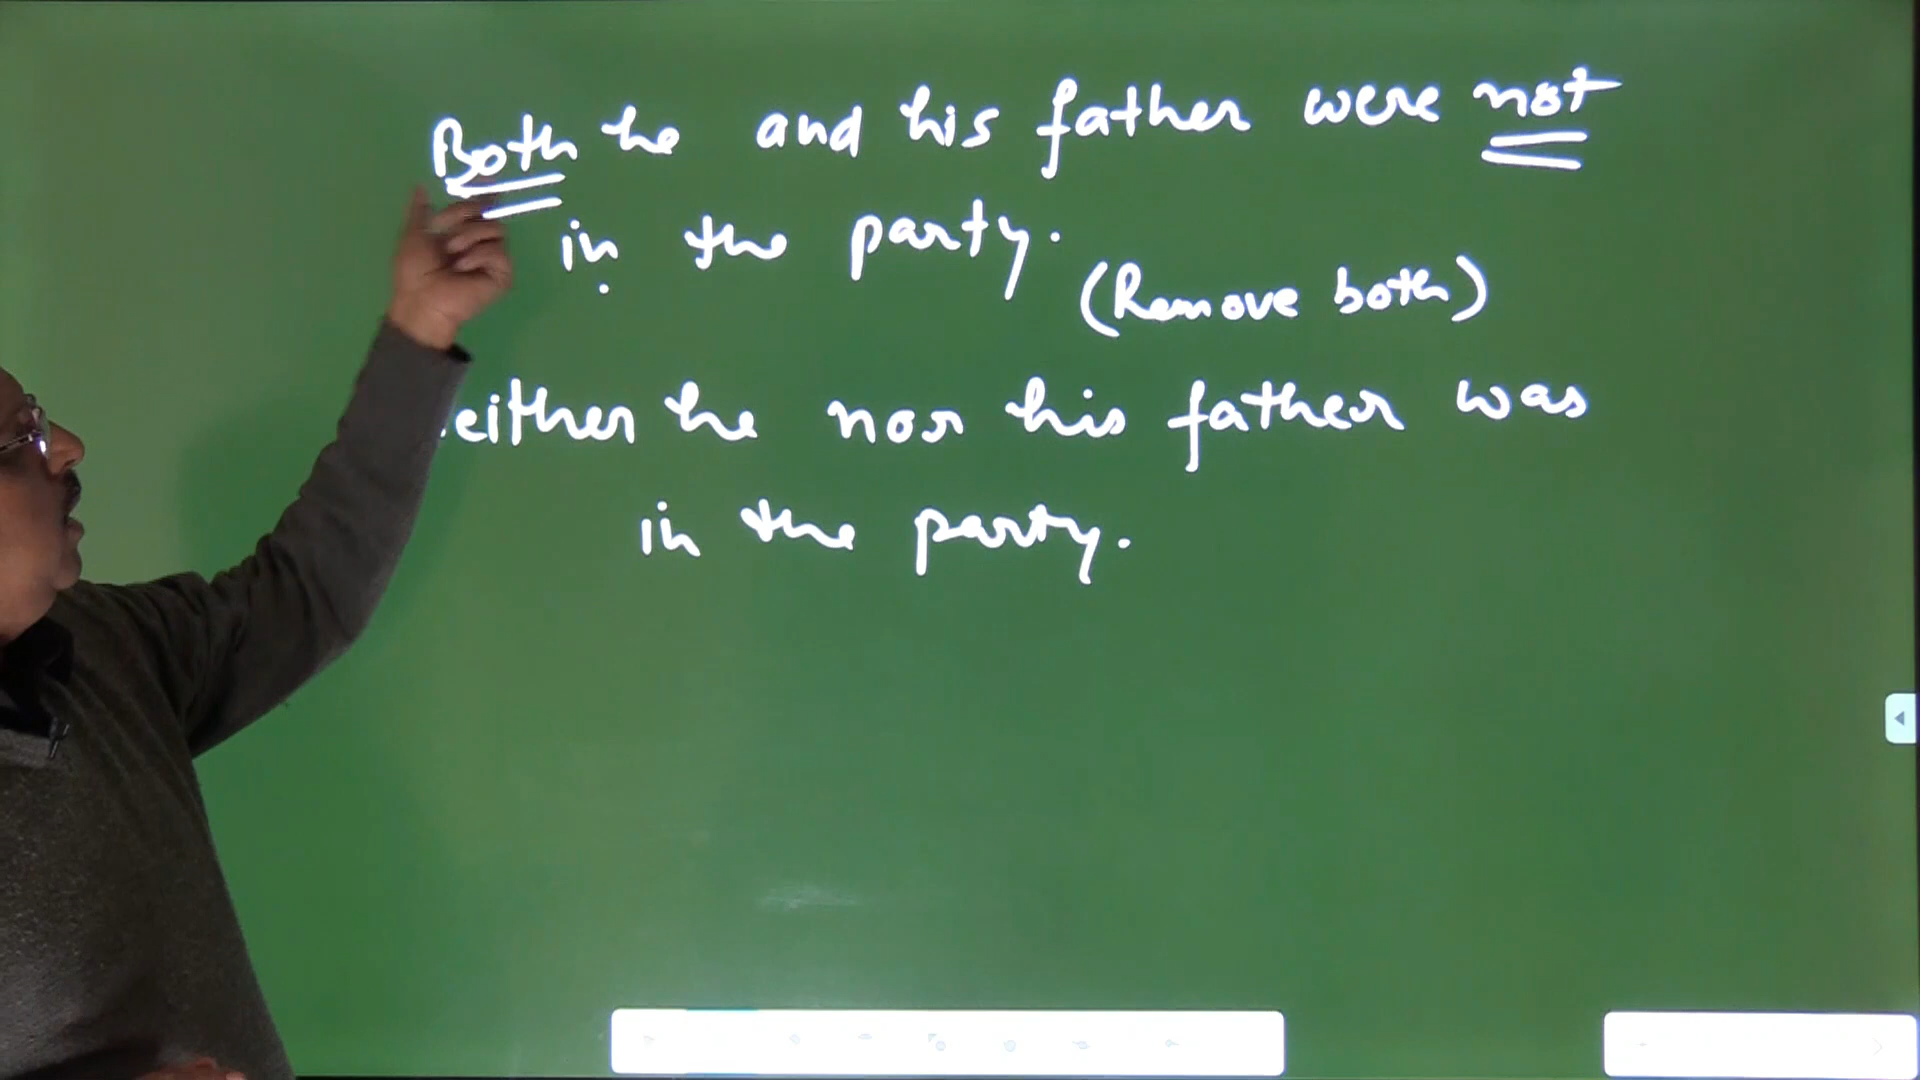 Both he and his father were not
in the party.
(Remove both)
either he nor his father was
in the party.